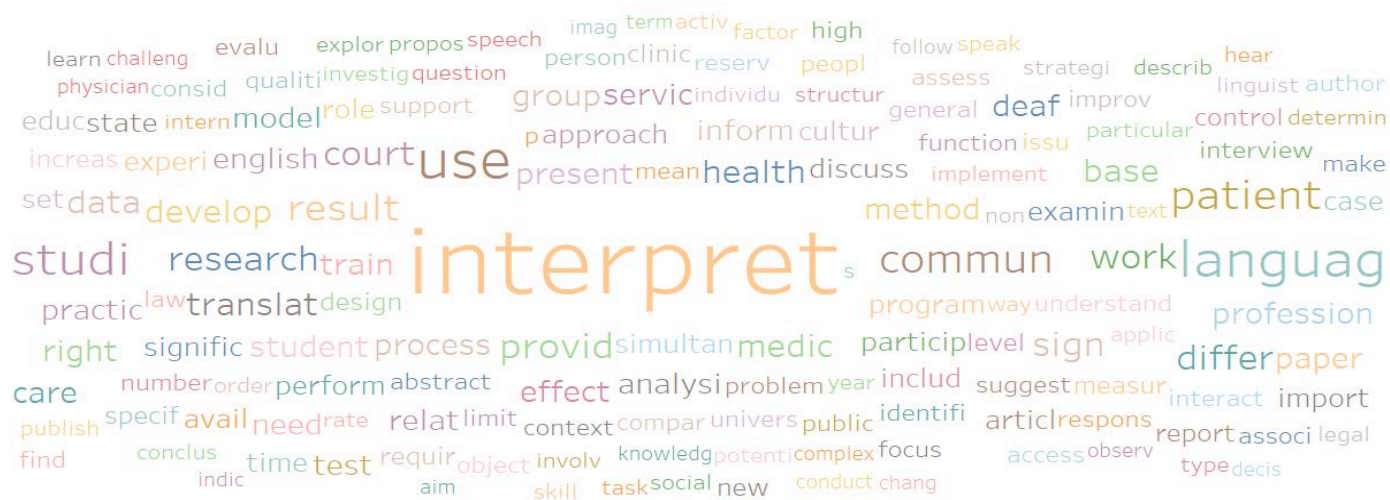 imag term activ factor high
learn challeng evalu explor propos speech person clinic reserv peopl follow speak hear
physician consid qualiti investig question assess strategi describ linguist author
educ state intern model role support group servic individu structur general deaf improv control determin
p approach inform cultur function issu particular interview
increas experi english court use present mean health discuss implement base make
set data develop result method non examin text patient case
studi research train interpret s commun work languag
practic law translat design program way understand profession
right signific student process provid simultan medic particip level sign applic differ paper
care number order perform abstract effect analysi problem year includ suggest measur interact import
publish specif avail need rate relat limit context compar univers public identifi articl respons report associ legal
find conclus time test requir object involv knowledg potenti complex focus access observ type decis
indic aim skill task social new conduct chang